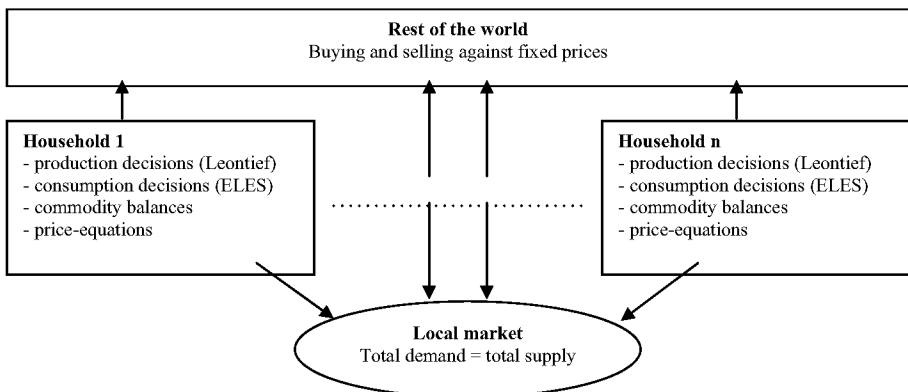 Rest of the world
Buying and selling against fixed prices
Household 1
- production decisions (Leontief)
- consumption decisions (ELES)
- commodity balances
- price-equations
Household n
- production decisions (Leontief)
- consumption decisions (ELES)
- commodity balances
- price-equations
Local market
Total demand = total supply